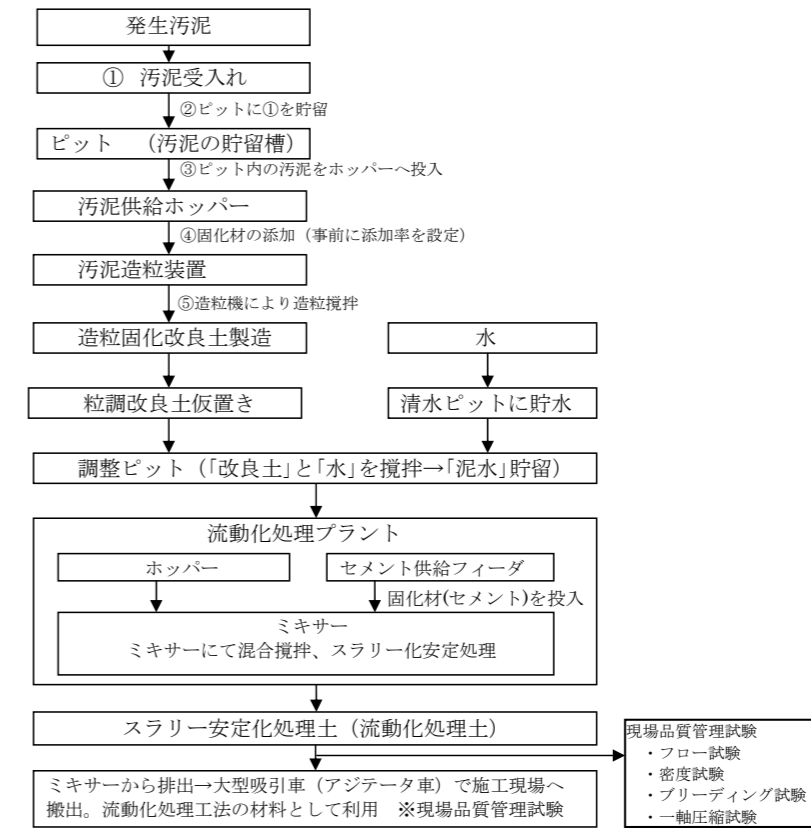 発生汚泥
① 汚泥受入れ
②ピットに①を貯留
ピット （汚泥の貯留槽）
③ピット内の汚泥をホッパーへ投入
汚泥供給ホッパー
④固化材の添加（事前に添加率を設定）
汚泥造粒装置
⑤造粒機により造粒撹拌
造粒固化改良土製造
水
粒調改良土仮置き
清水ピットに貯水
調整ピット（｢改良土｣と｢水｣を撹拌→｢泥水｣貯留）
流動化処理プラント
ホッパー
セメント供給フィーダ
固化材(セメント)を投入
ミキサー
ミキサーにて混合撹拌、スラリー化安定処理
スラリー安定化処理土（流動化処理土）
ミキサーから排出→大型吸引車（アジテータ車）で施工現場へ
搬出。流動化処理工法の材料として利用 ※現場品質管理試験
現場品質管理試験
・フロー試験
・密度試験
・ブリーディング試験
・一軸圧縮試験